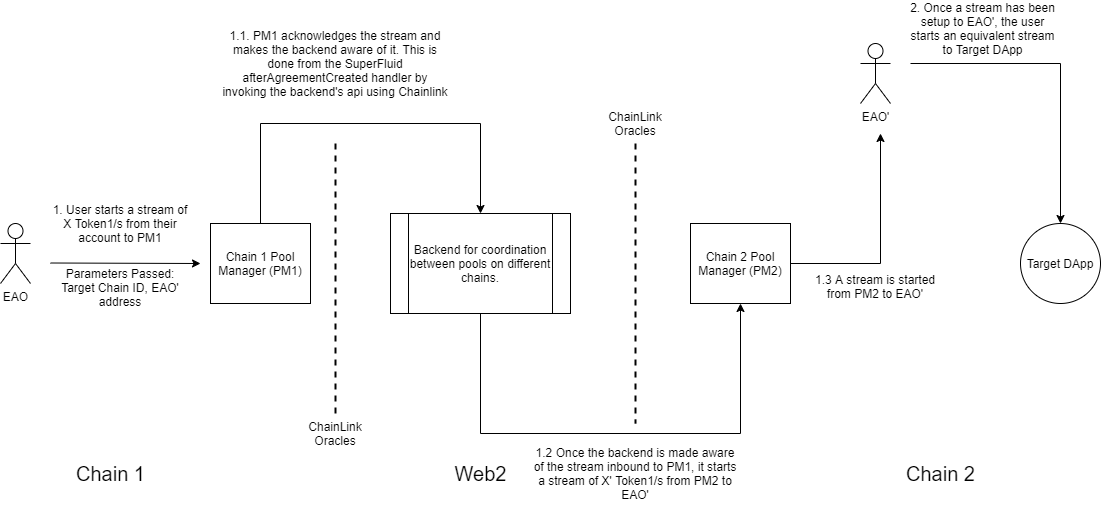 1.1. PM1 acknowledges the stream and
makes the backend aware of it. This is
done from the SuperFluid
afterAgreementCreated handler by
invoking the backend's api using Chainlink
2. Once a stream has been
setup to EAO', the user
starts an equivalent stream
to Target DApp
ChainLink
Oracles
EAO'
1. User starts a stream of
X Token1/s from their
account to PM1
Parameters Passed:
Target Chain ID, EAO'
address
EAO
Chain 1 Pool
Manager (PM1)
Backend for coordination
between pools on different
chains.
Chain 2 Pool
Manager (PM2)
1.3 A stream is started
from PM2 to EAO'
Target DApp
ChainLink
Oracles
1.2 Once the backend is made aware
of the stream inbound to PM1, it starts
a stream of X' Token1/s from PM2 to
EAO'
Chain 1
Web2
Chain 2